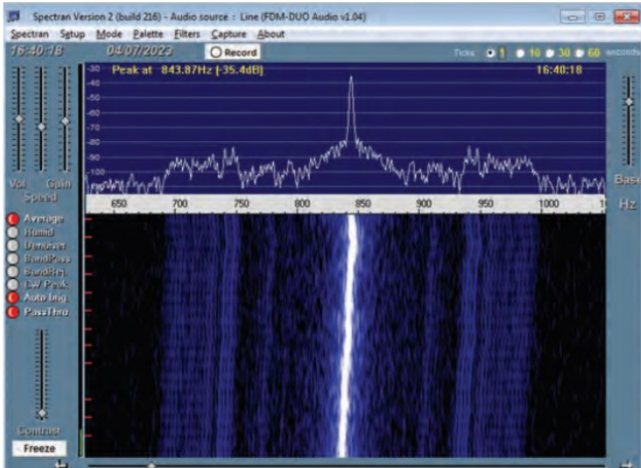 Spectran Version 2 (build 216) - Audio source : Line (FDM-DUO Audio v1.04)
Spectran Setup Mode Palette Filters Capture About
16:40:18 04/07/2023 Record Ticks 1 10 30 60 seconds
Peak at 843.87Hz [-35.4dB] 16:40:18
-30
-40
-50
-60
-70
-80
-90
-100
Vol Gain
Speed
Base
Hz
650 700 750 800 850 900 950 1000
Average
Humid
Denoiser
BandPass
BandRej.
CW Peak
Auto brig.
PassThru
Contrast
Freeze